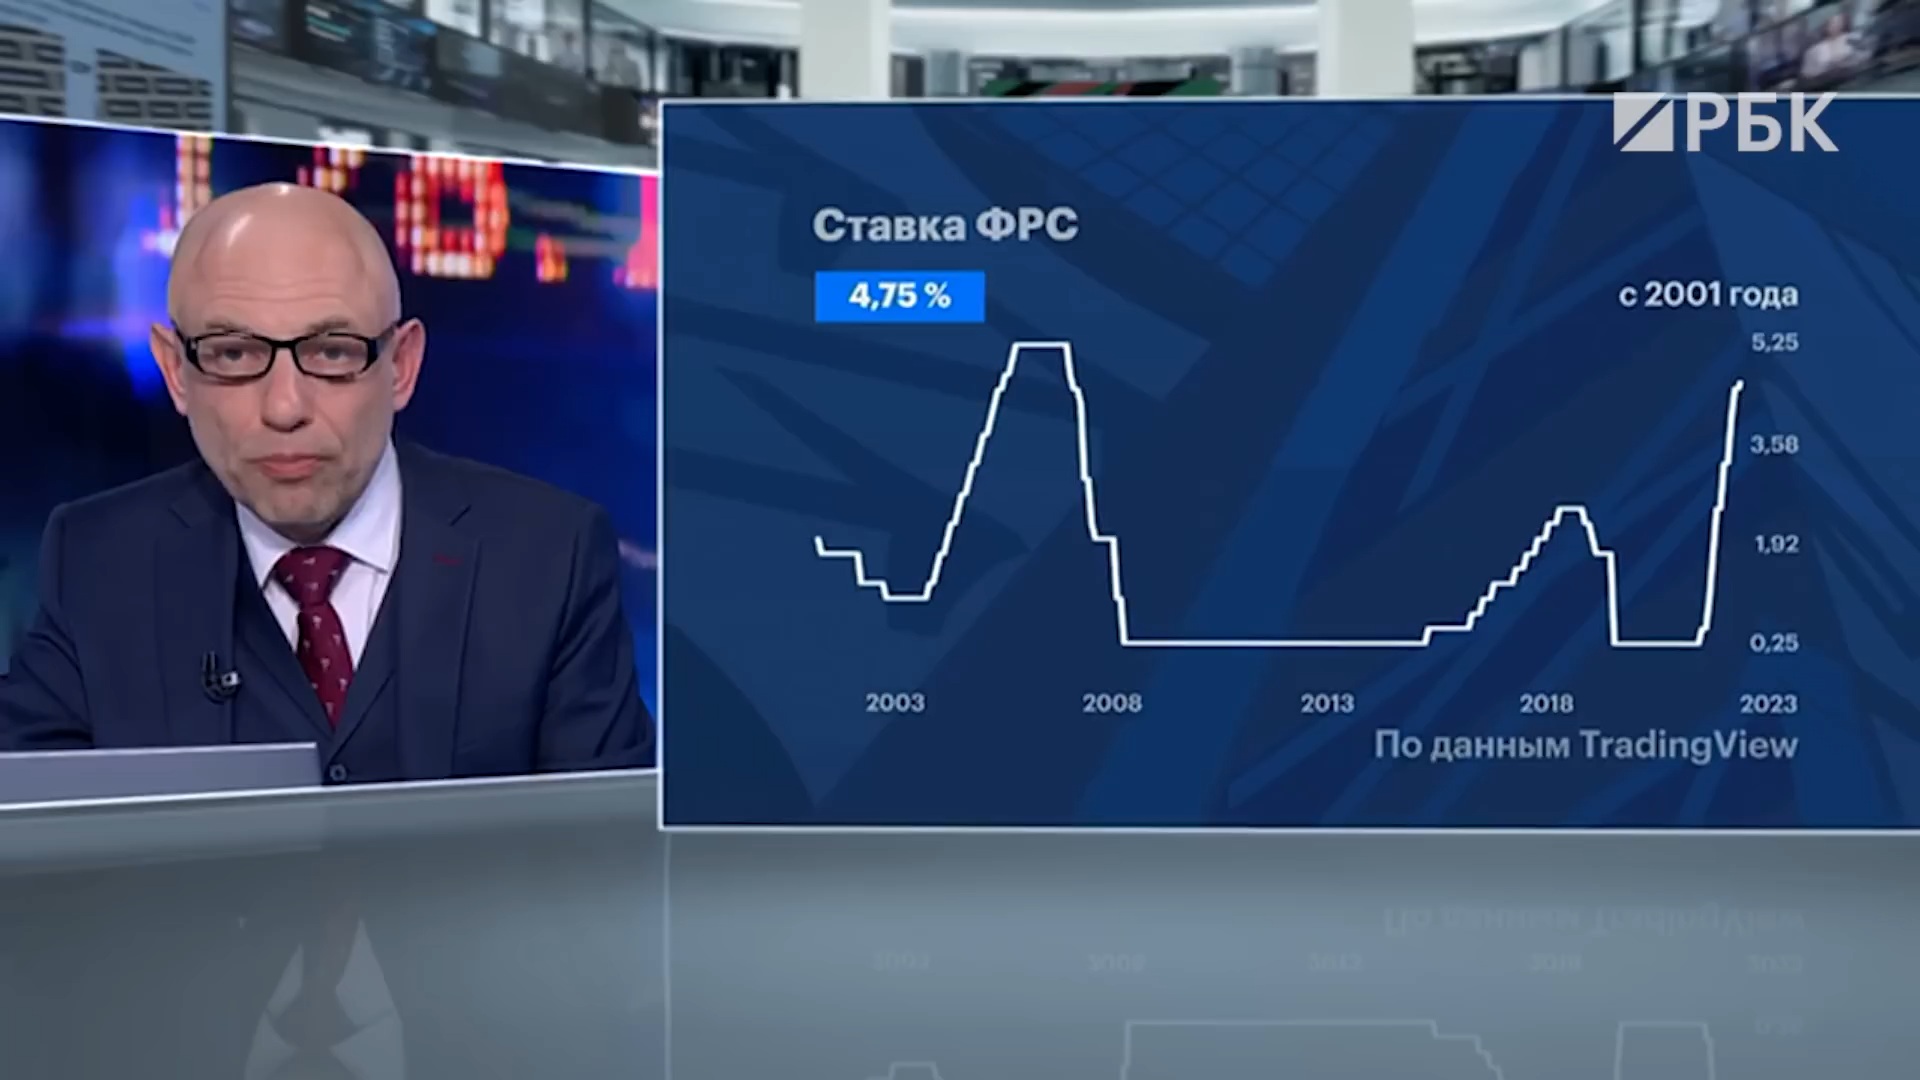 РБК
Ставка ФРС
4,75 %
с 2001 года
5,25
3,58
1,92
0,25
2003 2008 2013 2018 2023
По данным TradingView